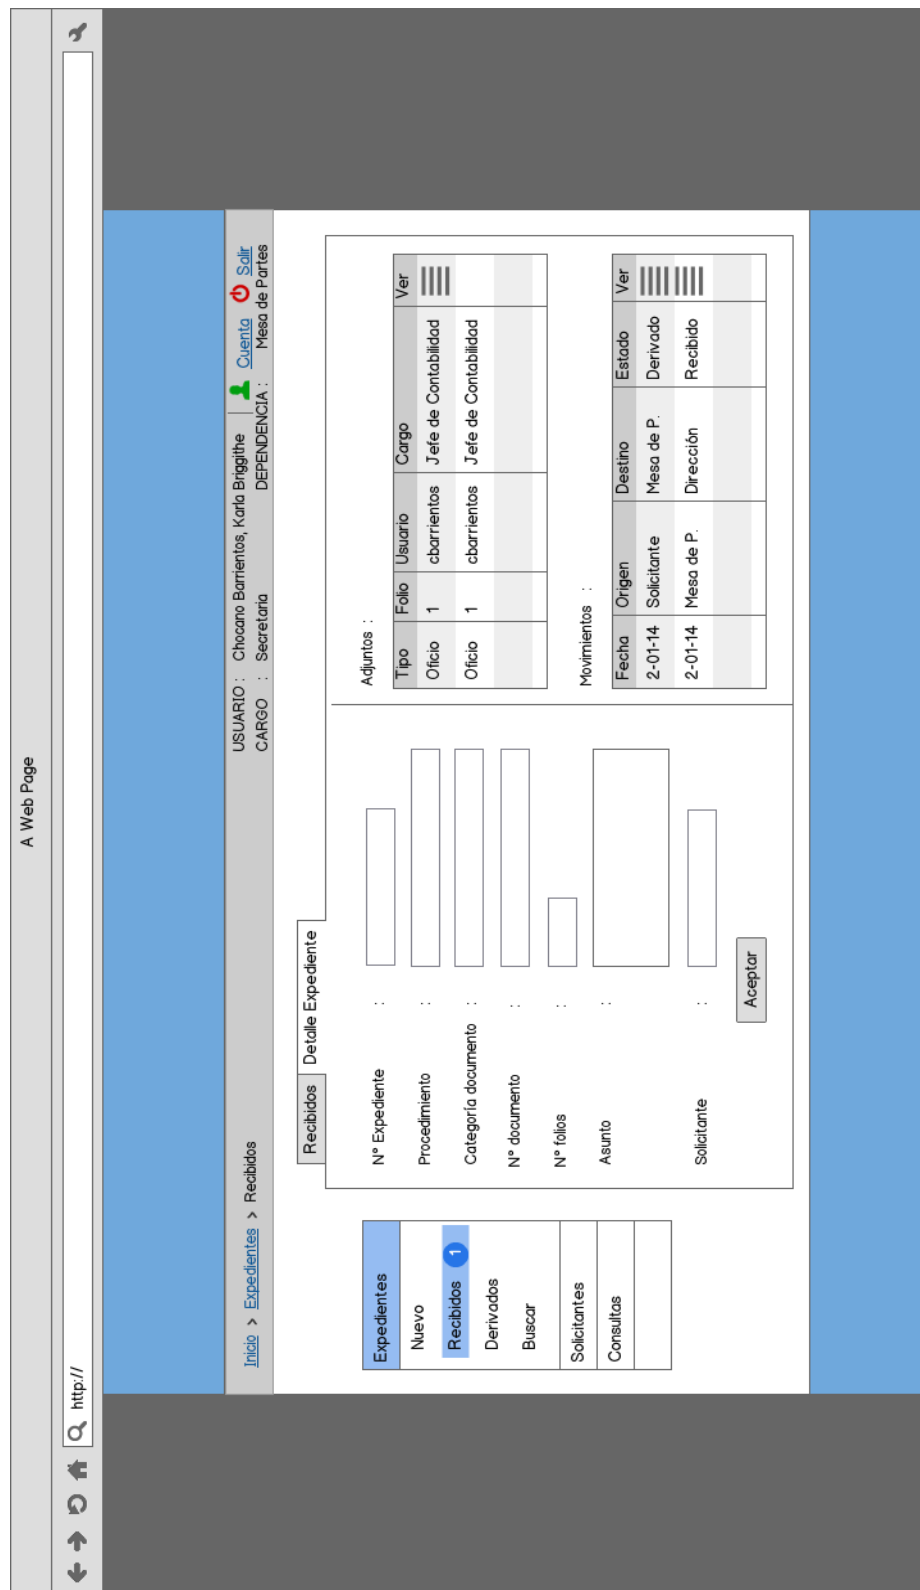 A Web Page
http://
Inicio > Expedientes > Recibidos
USUARIO : Chocano Barrientos, Karla Briggithe Cuenta Salir
CARGO : Secretaria DEPENDENCIA : Mesa de Partes
Expedientes
Nuevo
Recibidos 1
Derivados
Buscar
Solicitantes
Consultas
Recibidos Detalle Expediente
N° Expediente :
Procedimiento :
Categoría documento :
N° documento :
N° folios :
Asunto :
Solicitante :
Aceptar
Adjuntos :
Tipo Folio Usuario Cargo Ver
Oficio 1 cbarrientos Jefe de Contabilidad
Oficio 1 cbarrientos Jefe de Contabilidad
Movimientos :
Fecha Origen Destino Estado Ver
2-01-14 Solicitante Mesa de P. Derivado
2-01-14 Mesa de P. Dirección Recibido